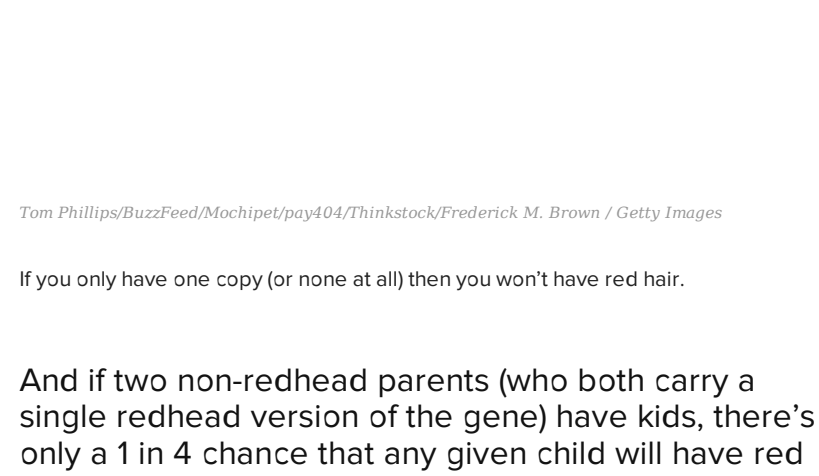 Tom Phillips/BuzzFeed/Mochipet/pay404/Thinkstock/Frederick M. Brown / Getty Images
If you only have one copy (or none at all) then you won’t have red hair.
And if two non-redhead parents (who both carry a
single redhead version of the gene) have kids, there’s
only a 1 in 4 chance that any given child will have red